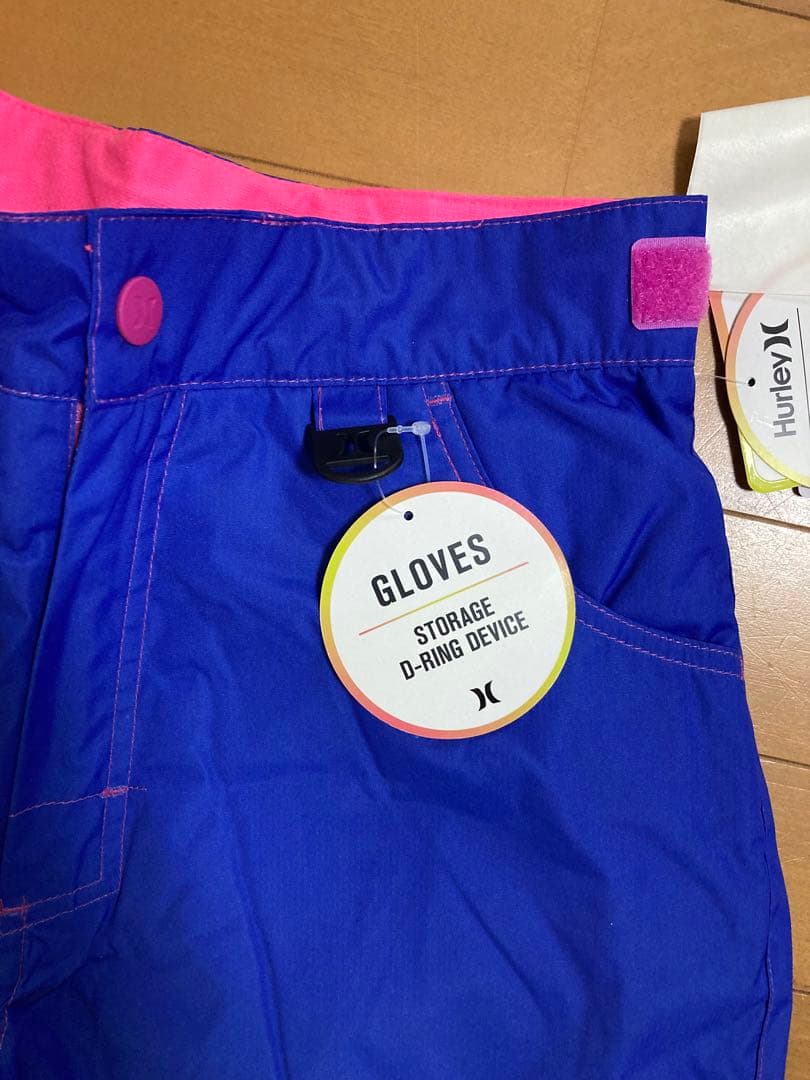 GLOVES
STORAGE
D-RING DEVICE
Hurley